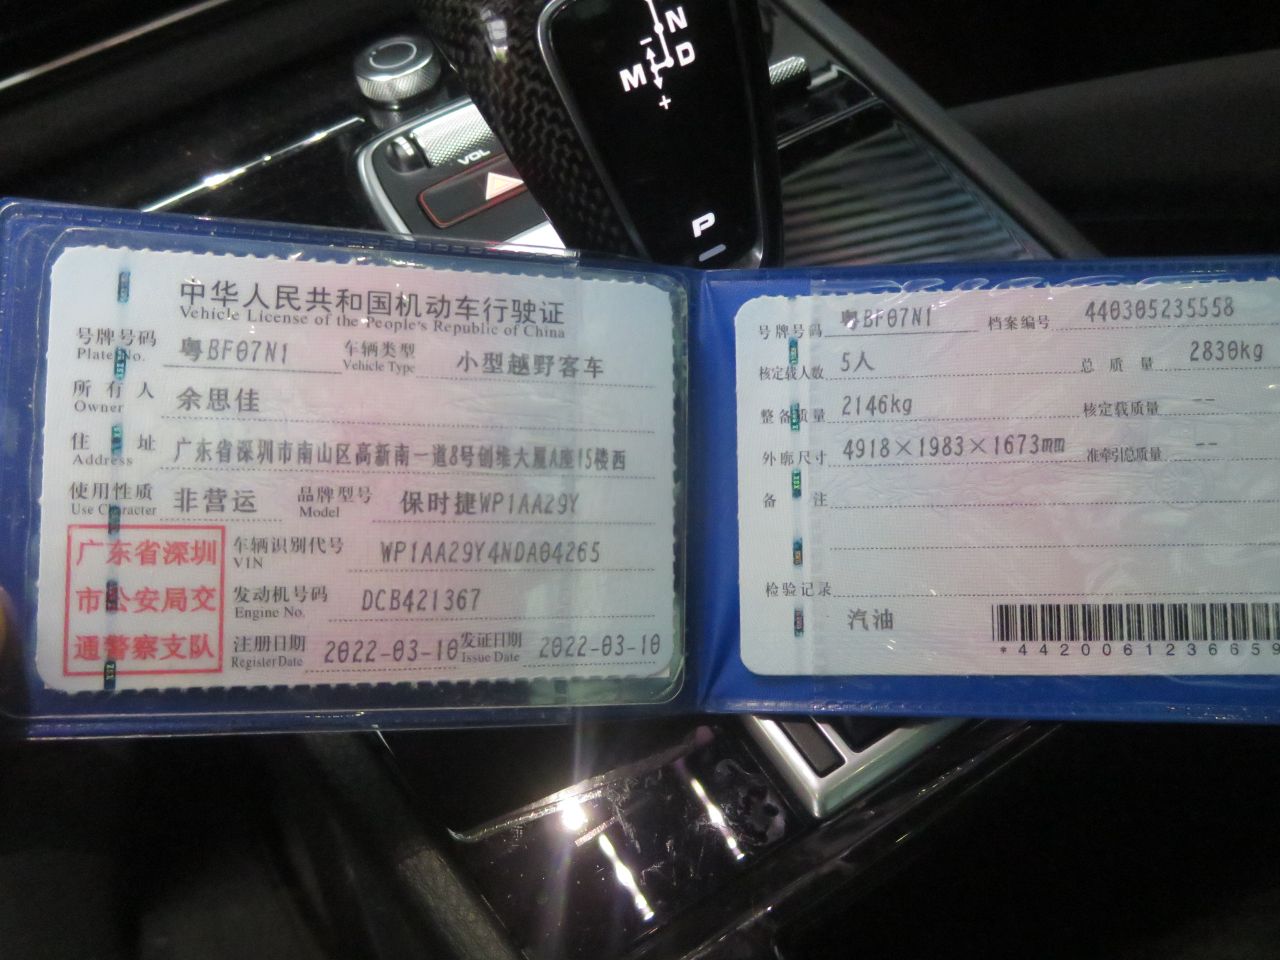 N
D
M
+
VOL
P
中华人民共和国机动车行驶证
Vehicle License of the People's Republic of China
号牌号码 粤BF07N1 车辆类型 小型越野客车
Plate No. Vehicle Type
所有人 余思佳
Owner
住址 广东省深圳市南山区高新南一道8号创维大厦A座15楼西
Address
使用性质 非营运 品牌型号 保时捷WP1AA29Y
Use Character Model
广东省深圳市公安局交通警察支队
车辆识别代号 WP1AA29Y4NDA04265
VIN
发动机号码 DCB421367
Engine No.
注册日期 2022-03-10 发证日期 2022-03-10
Register Date Issue Date
号牌号码 粤BF07N1 档案编号 440305235558
核定载人数 5人 总质量 2830kg
整备质量 2146kg 核定载质量 --
外廓尺寸 4918×1983×1673mm 准牵引总质量 --
备注
检验记录
汽油
*4420061236659